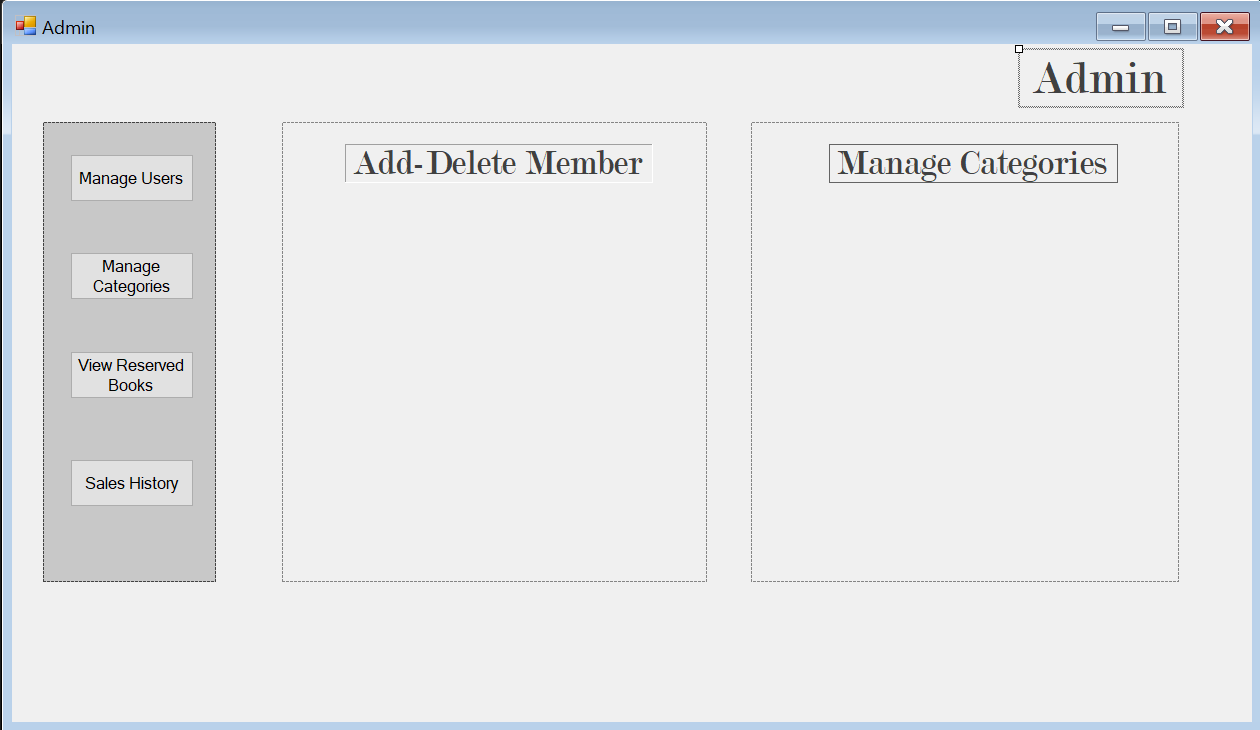 Admin
Admin
Manage Users
Manage
Categories
View Reserved
Books
Sales History
Add-Delete Member
Manage Categories